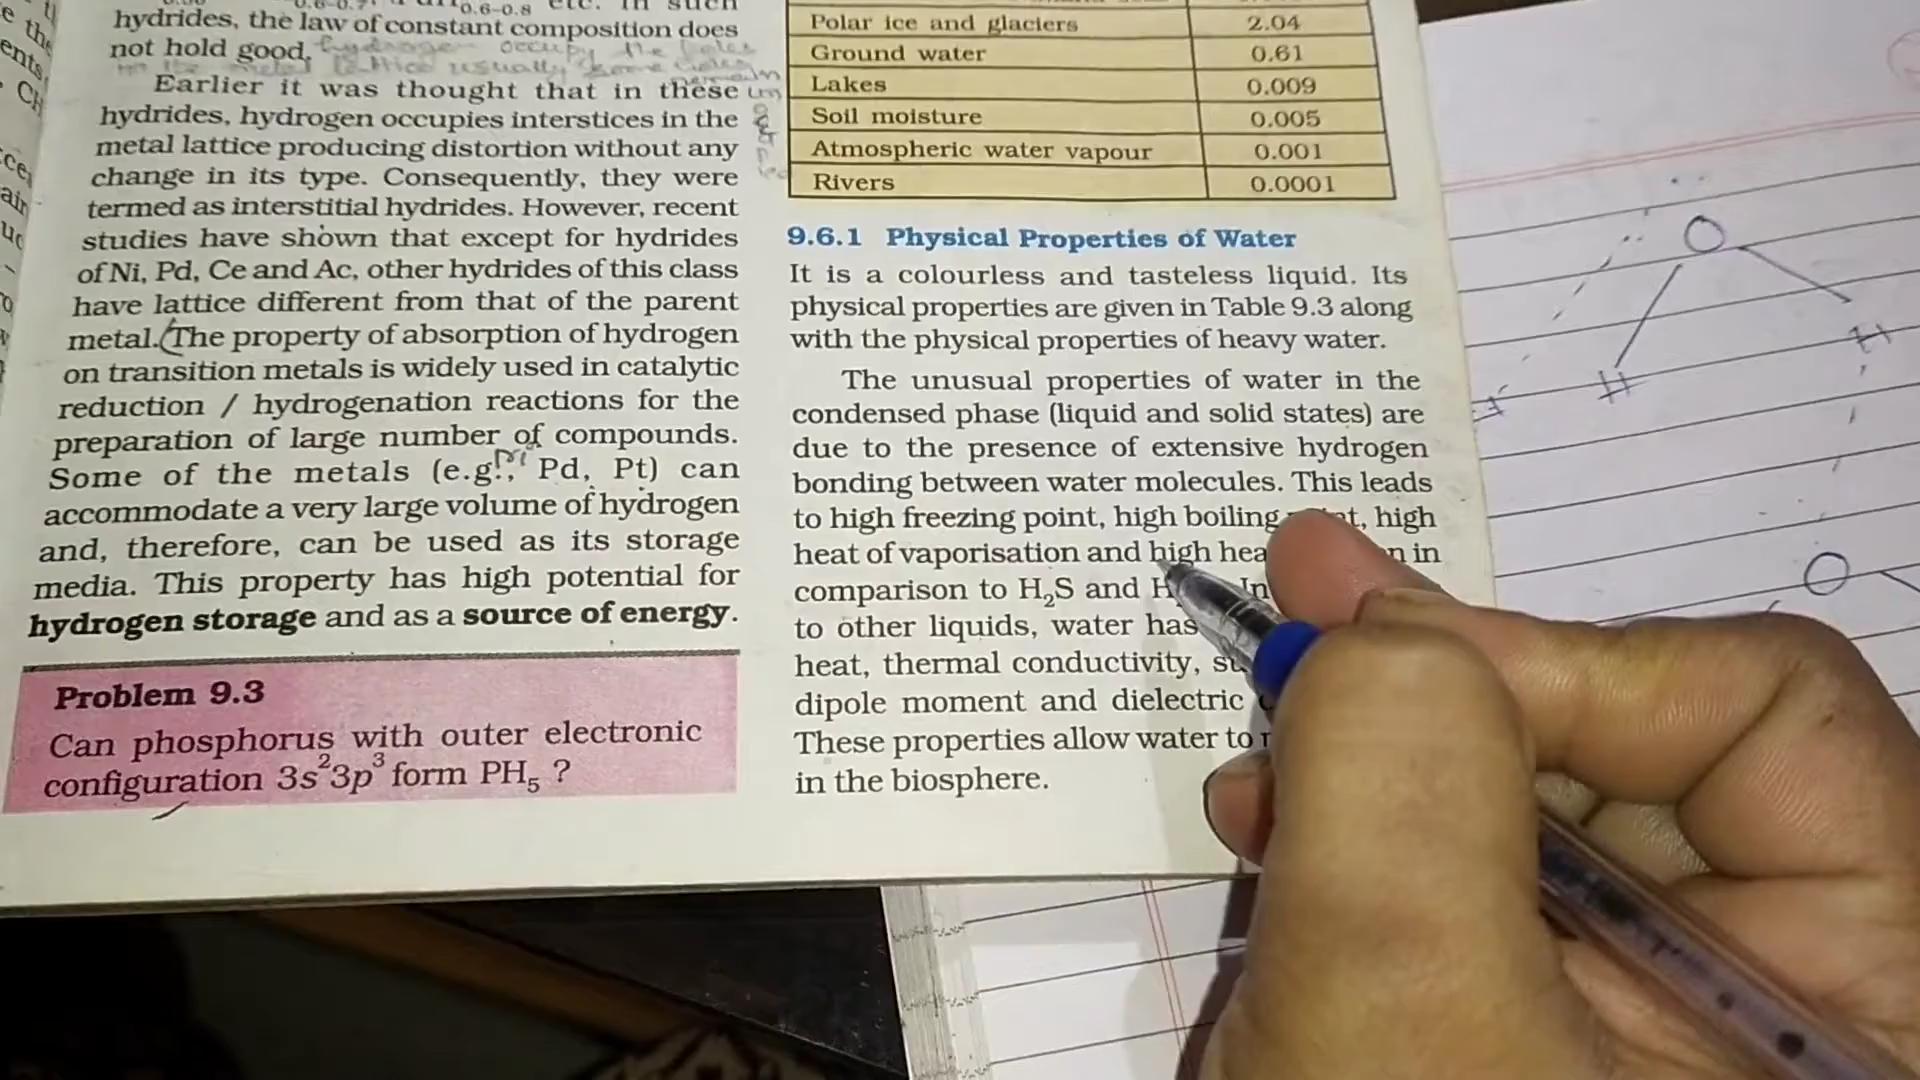 hydrides, the law of constant composition does
not hold good, hydrogen occupy the holes
in the metal lattice usually some holes
remain
Earlier it was thought that in these
hydrides, hydrogen occupies interstices in the
metal lattice producing distortion without any
change in its type. Consequently, they were
termed as interstitial hydrides. However, recent
studies have shown that except for hydrides
of Ni, Pd, Ce and Ac, other hydrides of this class
have lattice different from that of the parent
metal. The property of absorption of hydrogen
on transition metals is widely used in catalytic
reduction / hydrogenation reactions for the
preparation of large number of compounds.
Some of the metals (e.g., Pd, Pt) can
accommodate a very large volume of hydrogen
and, therefore, can be used as its storage
media. This property has high potential for
hydrogen storage and as a source of energy.
Problem 9.3
Can phosphorus with outer electronic
configuration 3s²3p³ form PH₅ ?
Polar ice and glaciers 2.04
Ground water 0.61
Lakes 0.009
Soil moisture 0.005
Atmospheric water vapour 0.001
Rivers 0.0001
9.6.1 Physical Properties of Water
It is a colourless and tasteless liquid. Its
physical properties are given in Table 9.3 along
with the physical properties of heavy water.
The unusual properties of water in the
condensed phase (liquid and solid states) are
due to the presence of extensive hydrogen
bonding between water molecules. This leads
to high freezing point, high boiling high
heat of vaporisation and high in
comparison to H₂S and In
to other liquids, water has
heat, thermal conductivity,
dipole moment and dielectric
These properties allow water to
in the biosphere.
O
H
H
O